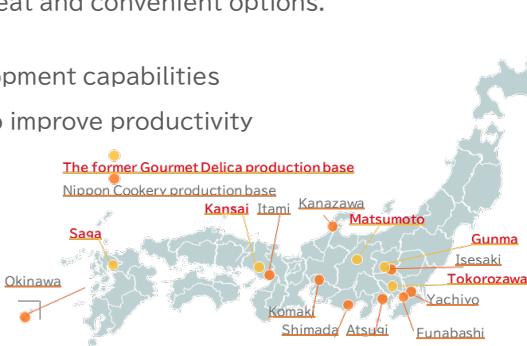 eat and convenient options.
opment capabilities
o improve productivity
The former Gourmet Delica production base
Nippon Cookery production base
Kansai
Itami
Kanazawa
Matsumoto
Saga
Gunma
Isesaki
Okinawa
Tokorozawa
Yachiyo
Komaki
Shimada
Atsugi
Funabashi